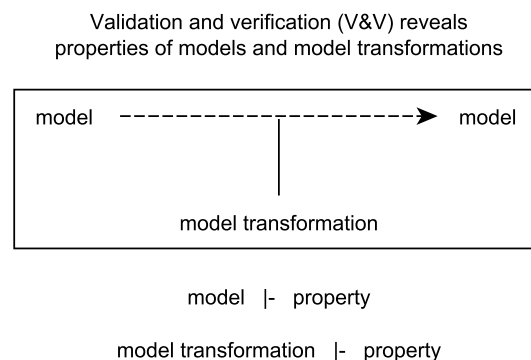 Validation and verification (V&V) reveals
properties of models and model transformations
model model
model transformation
model |- property
model transformation |- property